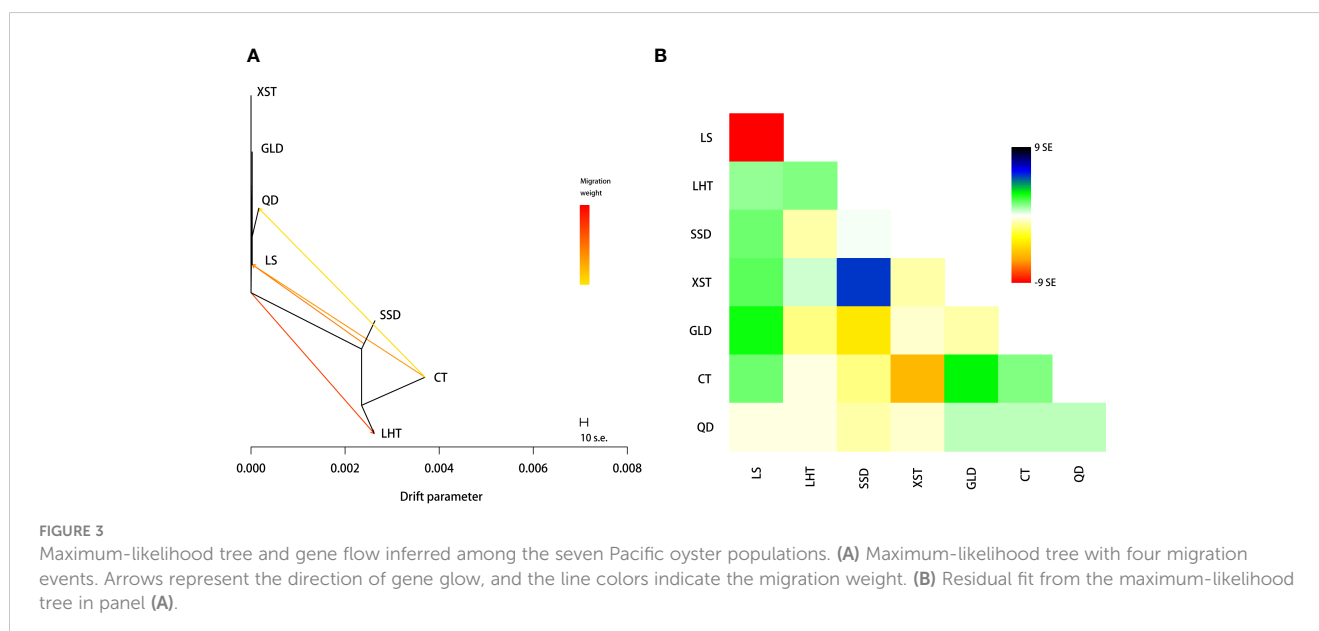 A
XST
GLD
QD
LS
SSD
CT
LHT
Migration
weight
10 s.e.
0.000 0.002 0.004 0.006 0.008
Drift parameter
B
LS
LHT
SSD
XST
GLD
CT
QD
LS LHT SSD XST GLD CT QD
9 SE
-9 SE
FIGURE 3
Maximum-likelihood tree and gene flow inferred among the seven Pacific oyster populations. (A) Maximum-likelihood tree with four migration
events. Arrows represent the direction of gene glow, and the line colors indicate the migration weight. (B) Residual fit from the maximum-likelihood
tree in panel (A).